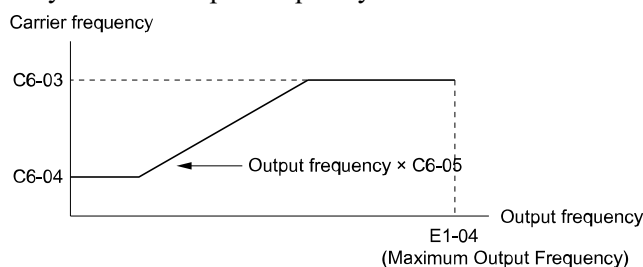 Carrier frequency
C6-03
Output frequency × C6-05
C6-04
Output frequency
E1-04
(Maximum Output Frequency)